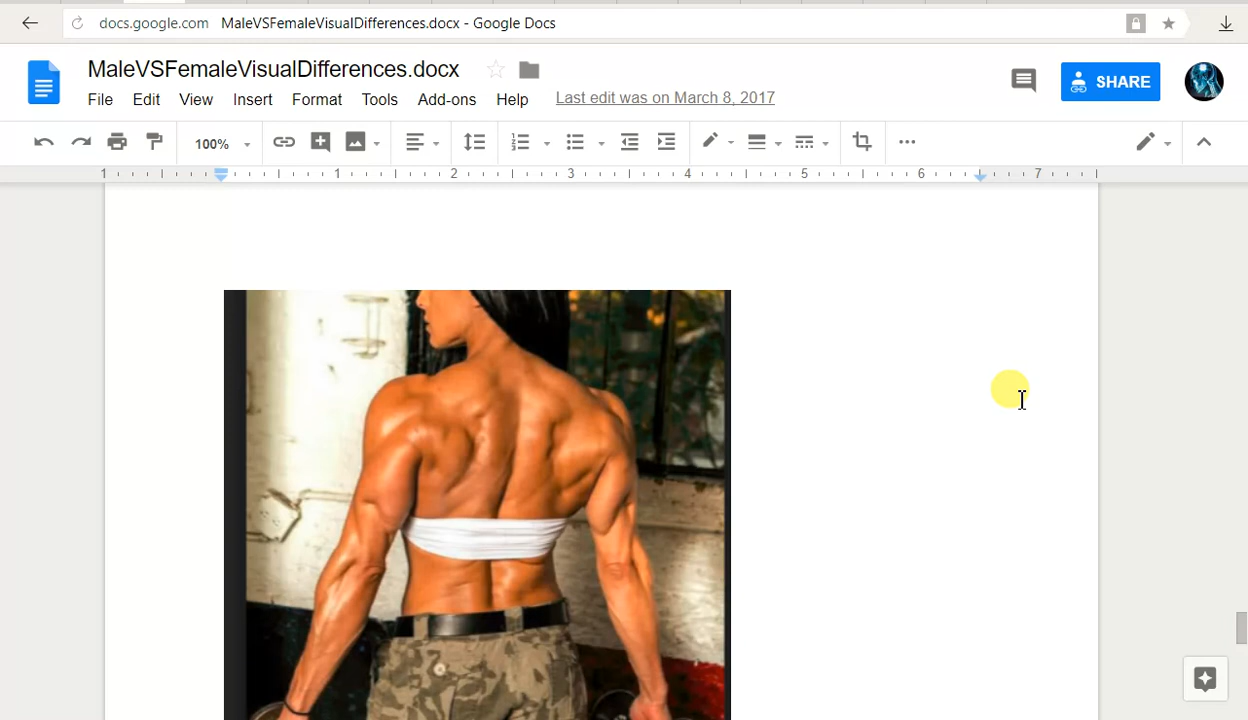 docs.google.com MaleVSFemaleVisualDifferences.docx - Google Docs
MaleVSFemaleVisualDifferences.docx
File Edit View Insert Format Tools Add-ons Help Last edit was on March 8, 2017
SHARE
100%
1 1 2 3 4 5 6 7